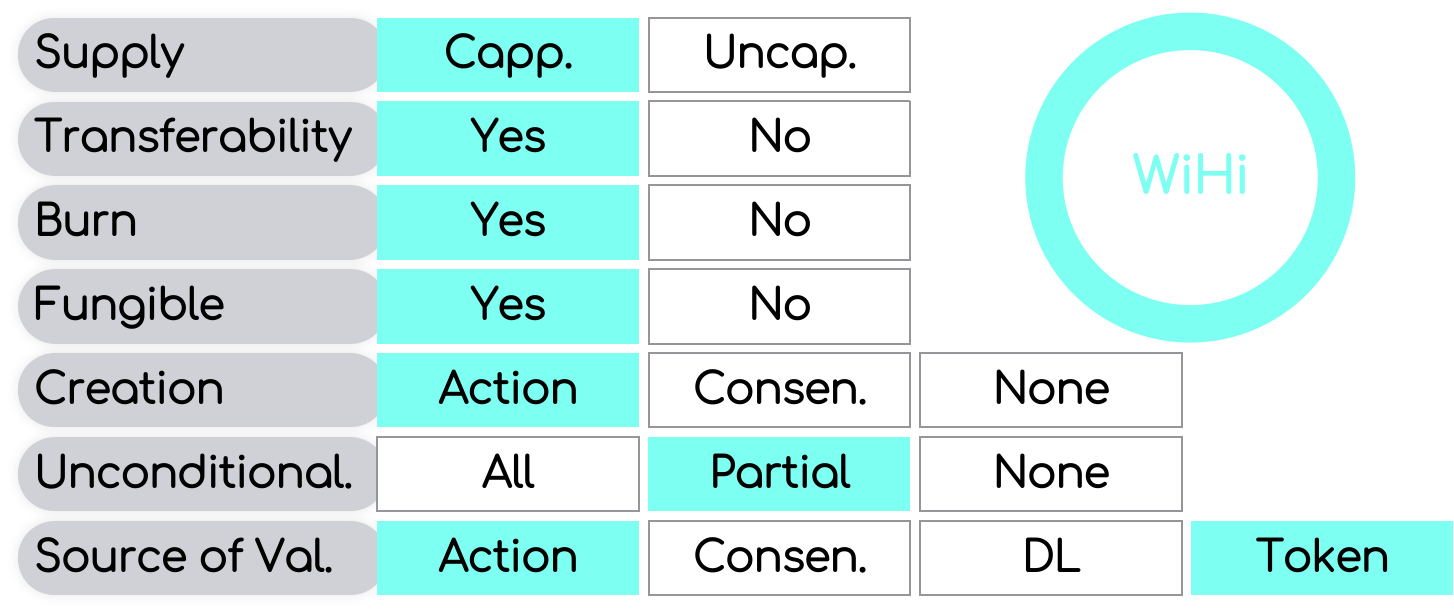 Supply Capp. Uncap.
WiHi
Transferability Yes No
Burn Yes No
Fungible Yes No
Creation Action Consen. None
Unconditional. All Partial None
Source of Val. Action Consen. DL Token